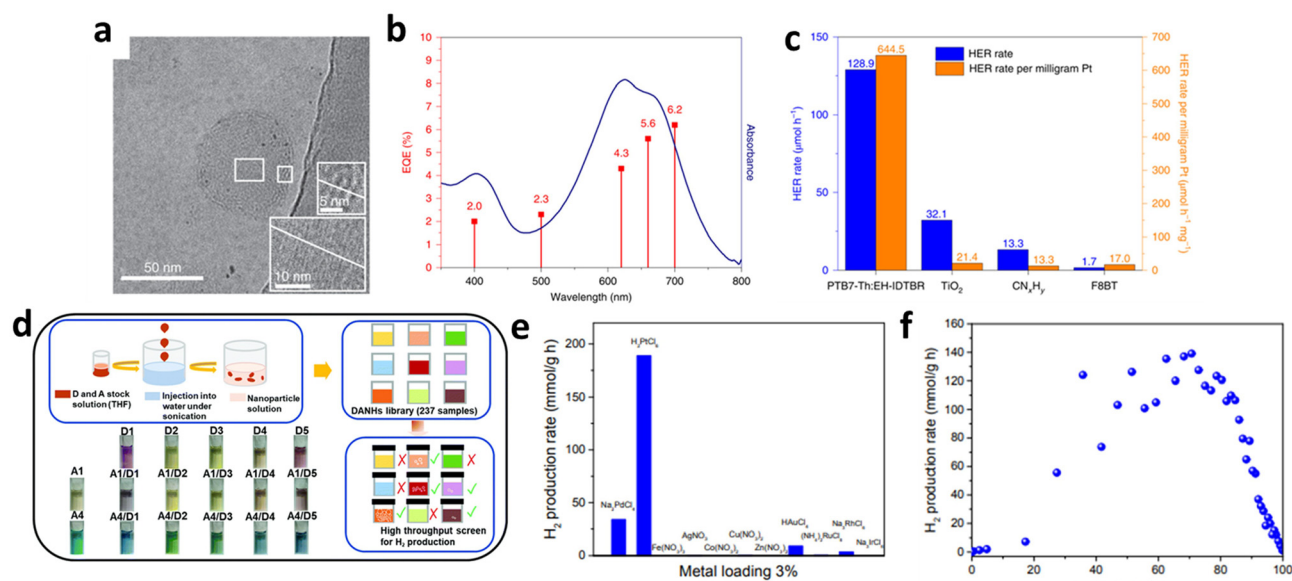 a
50 nm
5 nm
10 nm
b
EQE (%)
10
9
8
7
6
5
4
3
2
1
0
2.0
2.3
4.3
5.6
6.2
Absorbance
400 500 600 700 800
Wavelength (nm)
c
HER rate (μmol h⁻¹)
150
100
50
0
HER rate
HER rate per milligram Pt
128.9
644.5
32.1
21.4
13.3
13.3
1.7
17.0
PTB7-Th:EH-IDTBR TiO₂ CNₓHᵧ F8BT
700
600
500
400
300
200
100
0
HER rate per milligram Pt (μmol h⁻¹ mg⁻¹)
d
D and A stock
solution (THF)
Injection into
water under
sonication
Nanoparticle
solution
DANHs library (237 samples)
High throughput screen
for H₂ production
D1 D2 D3 D4 D5
A1 A1/D1 A1/D2 A1/D3 A1/D4 A1/D5
A4 A4/D1 A4/D2 A4/D3 A4/D4 A4/D5
e
H₂ production rate (mmol/g h)
200
150
100
50
0
Na₂PdCl₄
H₂PtCl₆
Fe(NO₃)₃
AgNO₃
Co(NO₃)₂
Cu(NO₃)₂
Zn(NO₃)₂
HAuCl₄
(NH₄)₂RuCl₆
Na₃RhCl₆
Na₃IrCl₆
Metal loading 3%
f
H₂ production rate (mmol/g h)
160
140
120
100
80
60
40
20
0
0 20 40 60 80 100